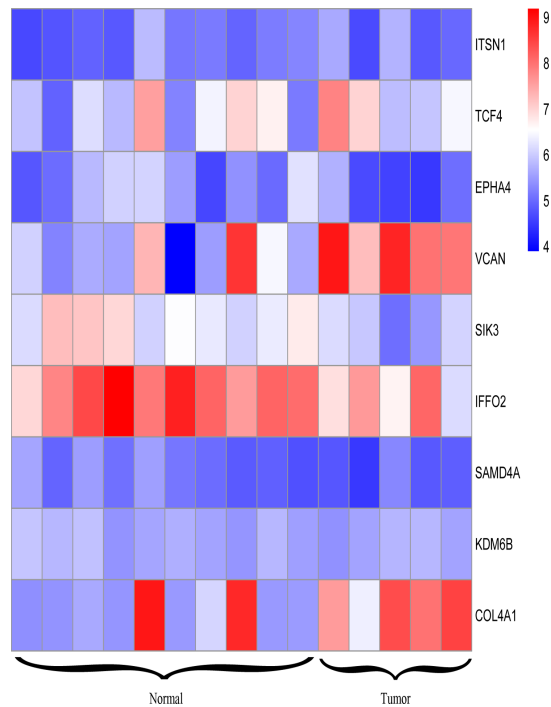 9
ITSN1
8
TCF4
7
6
EPHA4
5
4
VCAN
SIK3
IFFO2
SAMD4A
KDM6B
COL4A1
Normal
Tumor